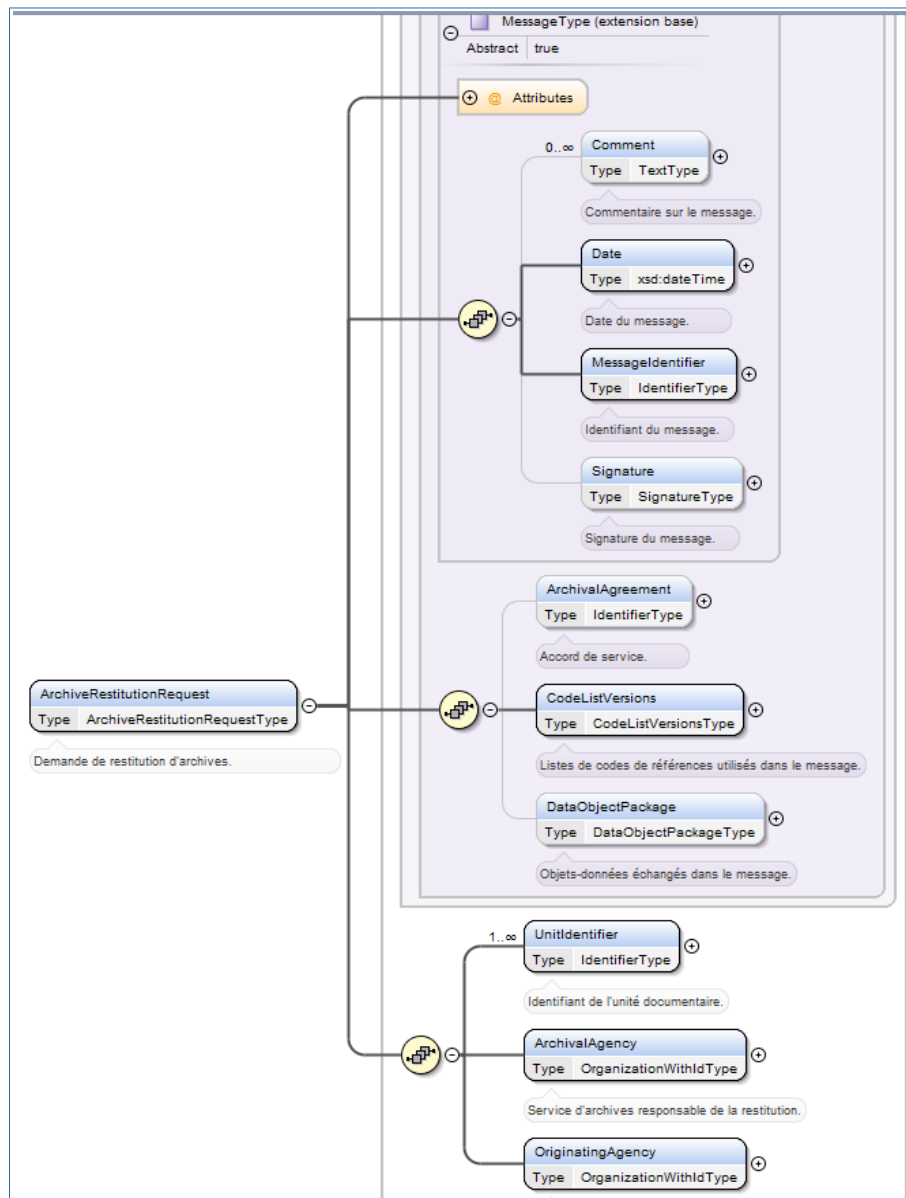 MessageType (extension base)
Abstract true
@ Attributes
0..∞ Comment
Type TextType
Commentaire sur le message.
Date
Type xsd:dateTime
Date du message.
MessageIdentifier
Type IdentifierType
Identifiant du message.
Signature
Type SignatureType
Signature du message.
ArchivalAgreement
Type IdentifierType
Accord de service.
ArchiveRestitutionRequest
Type ArchiveRestitutionRequestType
Demande de restitution d'archives.
CodeListVersions
Type CodeListVersionsType
Listes de codes de références utilisés dans le message.
DataObjectPackage
Type DataObjectPackageType
Objets-données échangés dans le message.
1..∞ UnitIdentifier
Type IdentifierType
Identifiant de l'unité documentaire.
ArchivalAgency
Type OrganizationWithIdType
Service d'archives responsable de la restitution.
OriginatingAgency
Type OrganizationWithIdType